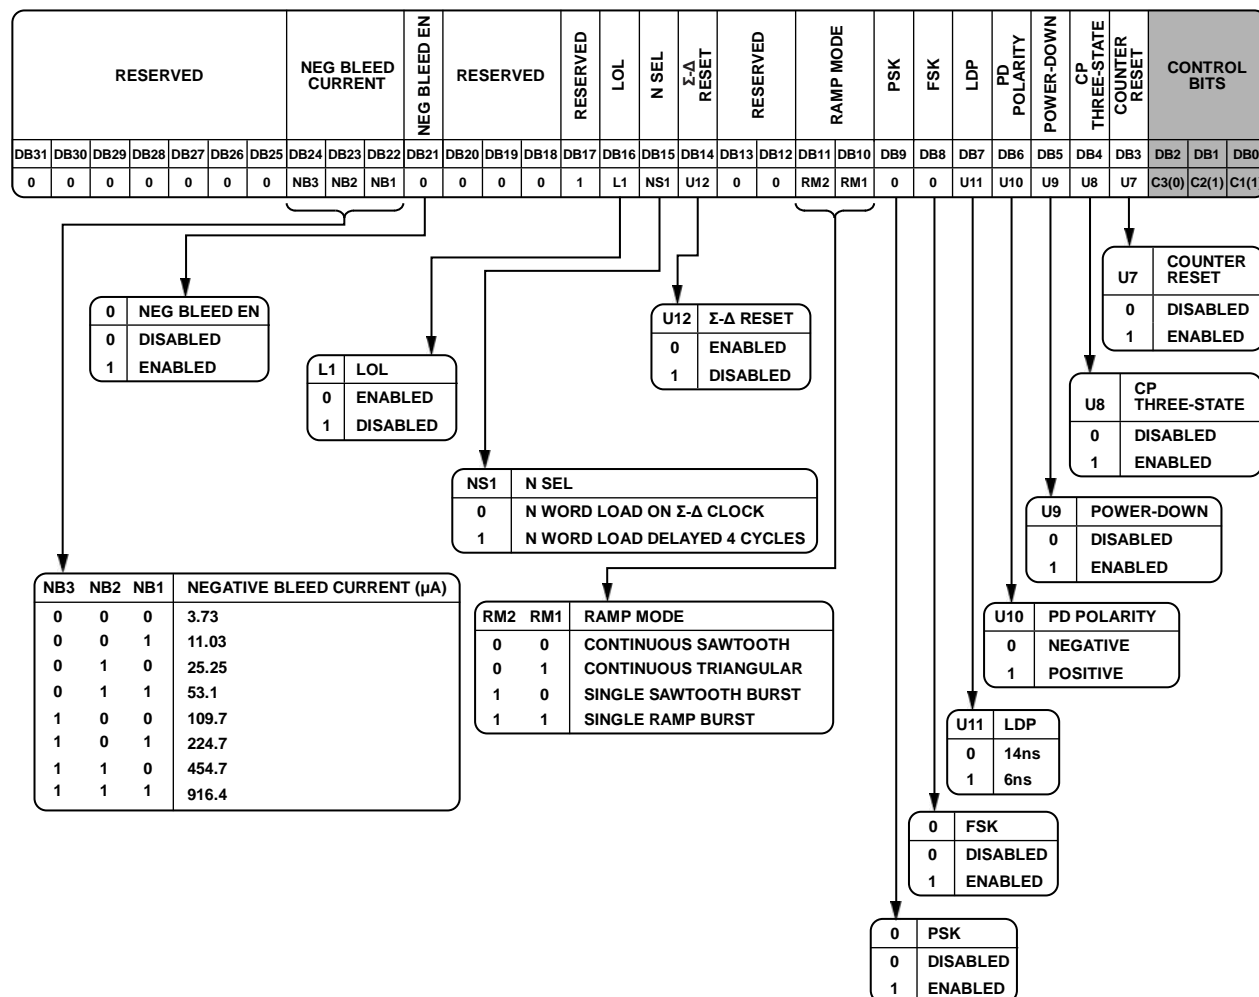 RESERVED
NEG BLEED CURRENT
NEG BLEED EN
RESERVED
RESERVED
LOL
N SEL
Σ-Δ RESET
RESERVED
RAMP MODE
PSK
FSK
LDP
PD POLARITY
POWER-DOWN
CP THREE-STATE
COUNTER RESET
CONTROL BITS
DB31 DB30 DB29 DB28 DB27 DB26 DB25 DB24 DB23 DB22 DB21 DB20 DB19 DB18 DB17 DB16 DB15 DB14 DB13 DB12 DB11 DB10 DB9 DB8 DB7 DB6 DB5 DB4 DB3 DB2 DB1 DB0
0 0 0 0 0 0 0 NB3 NB2 NB1 0 0 0 0 1 L1 NS1 U12 0 0 RM2 RM1 0 0 U11 U10 U9 U8 U7 C3(0) C2(1) C1(1
U7 COUNTER RESET
0 DISABLED
1 ENABLED
0 NEG BLEED EN
0 DISABLED
1 ENABLED
U12 Σ-Δ RESET
0 ENABLED
1 DISABLED
L1 LOL
0 ENABLED
1 DISABLED
U8 CP THREE-STATE
0 DISABLED
1 ENABLED
NS1 N SEL
0 N WORD LOAD ON Σ-Δ CLOCK
1 N WORD LOAD DELAYED 4 CYCLES
U9 POWER-DOWN
0 DISABLED
1 ENABLED
NB3 NB2 NB1 NEGATIVE BLEED CURRENT (µA)
0 0 0 3.73
0 0 1 11.03
0 1 0 25.25
0 1 1 53.1
1 0 0 109.7
1 0 1 224.7
1 1 0 454.7
1 1 1 916.4
RM2 RM1 RAMP MODE
0 0 CONTINUOUS SAWTOOTH
0 1 CONTINUOUS TRIANGULAR
1 0 SINGLE SAWTOOTH BURST
1 1 SINGLE RAMP BURST
U10 PD POLARITY
0 NEGATIVE
1 POSITIVE
U11 LDP
0 14ns
1 6ns
0 FSK
0 DISABLED
1 ENABLED
0 PSK
0 DISABLED
1 ENABLED